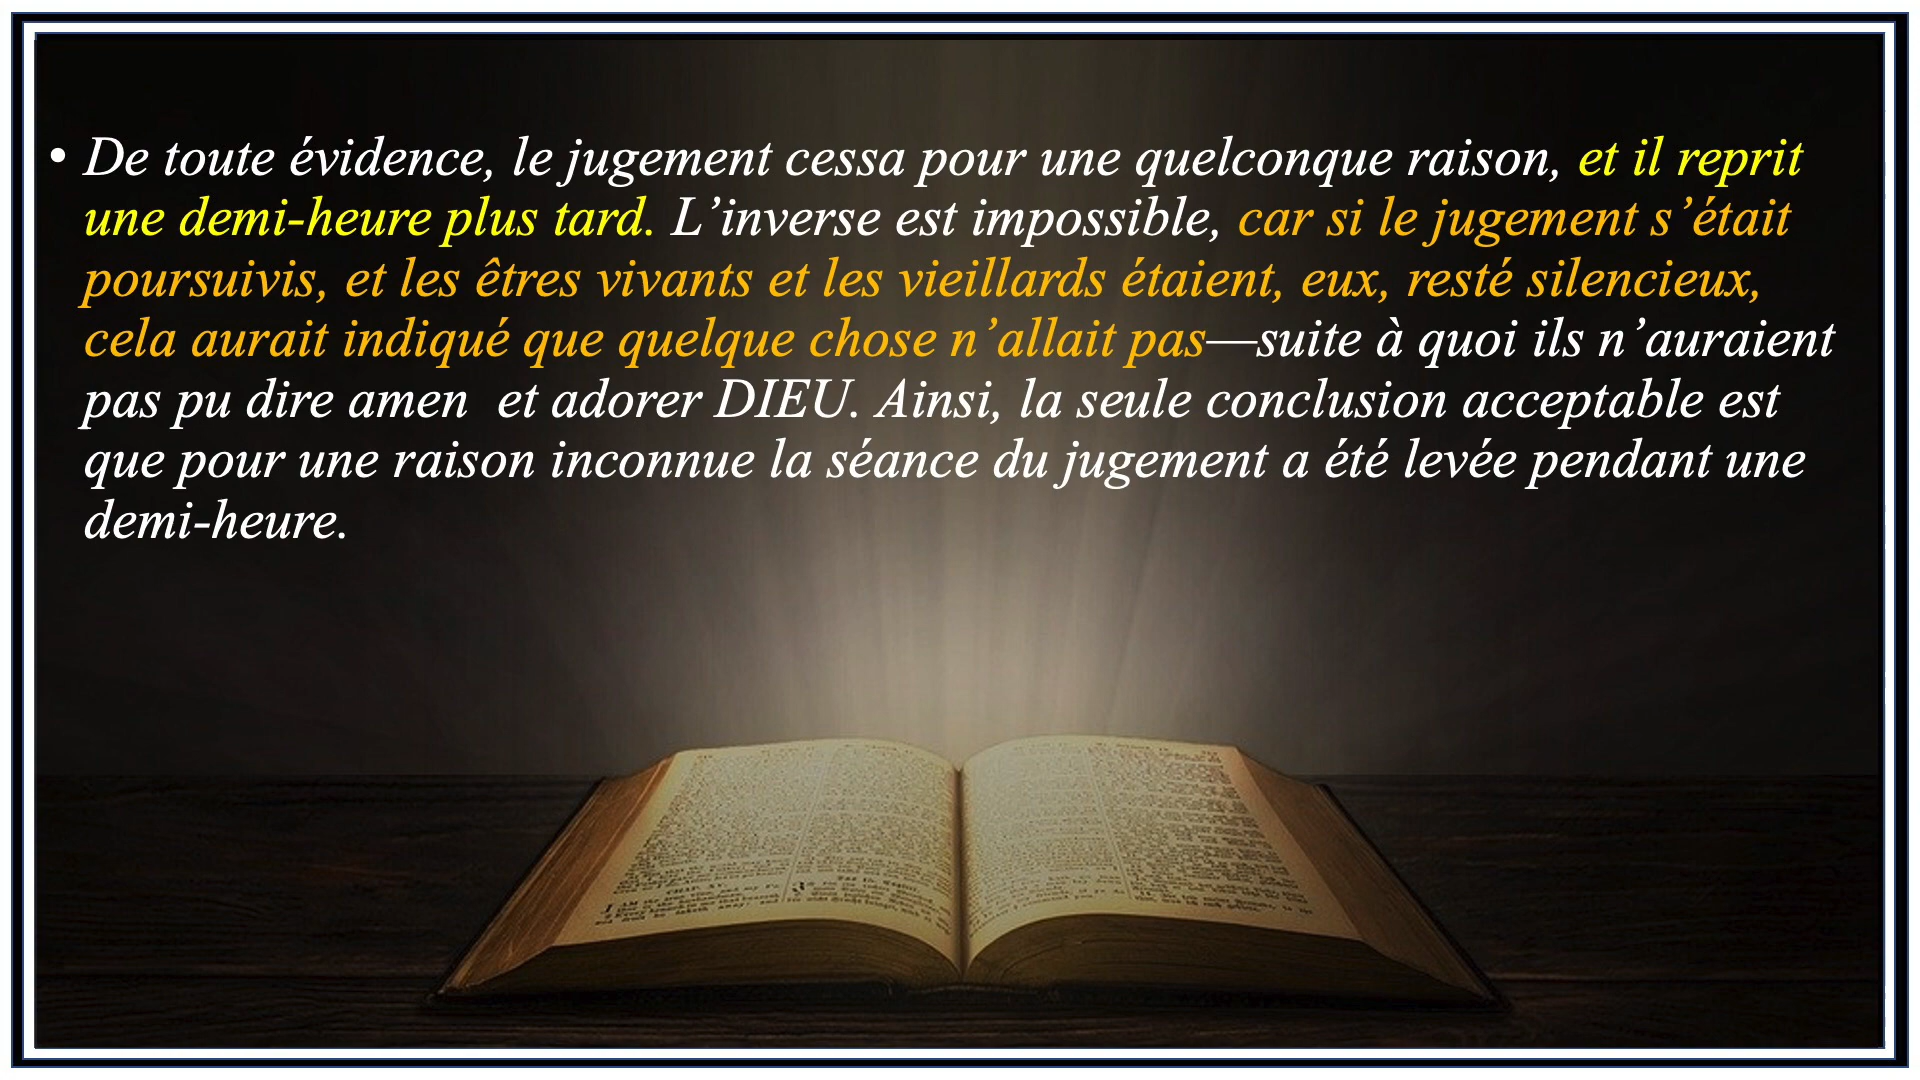 • De toute évidence, le jugement cessa pour une quelconque raison, et il reprit
une demi-heure plus tard. L’inverse est impossible, car si le jugement s’était
poursuivis, et les êtres vivants et les vieillards étaient, eux, resté silencieux,
cela aurait indiqué que quelque chose n’allait pas—suite à quoi ils n’auraient
pas pu dire amen  et adorer DIEU. Ainsi, la seule conclusion acceptable est
que pour une raison inconnue la séance du jugement a été levée pendant une
demi-heure.